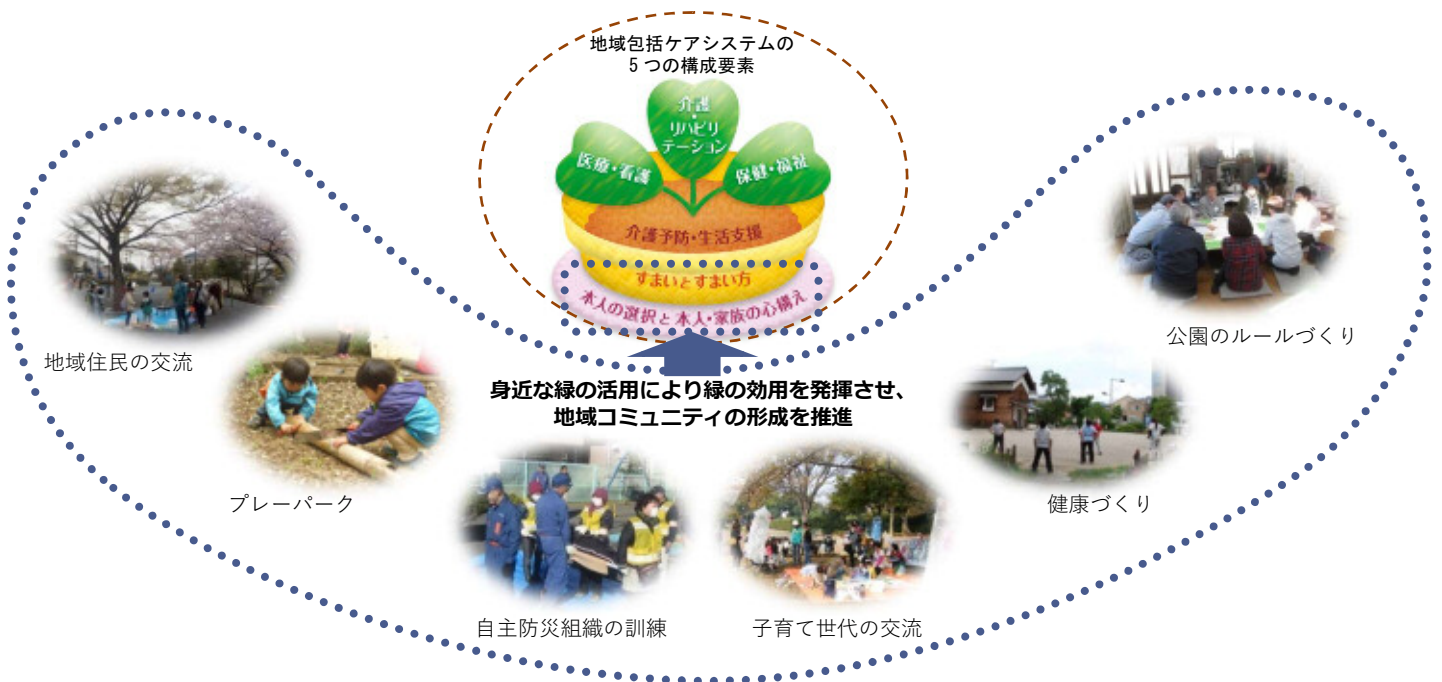 地域包括ケアシステムの
5つの構成要素
介護
・
リハビリ
テーション
医療・看護
保健・福祉
介護予防・生活支援
すまいとすまい方
本人の選択と本人・家族の心構え
身近な緑の活用により緑の効用を発揮させ、
地域コミュニティの形成を推進
地域住民の交流
プレーパーク
自主防災組織の訓練
子育て世代の交流
健康づくり
公園のルールづくり